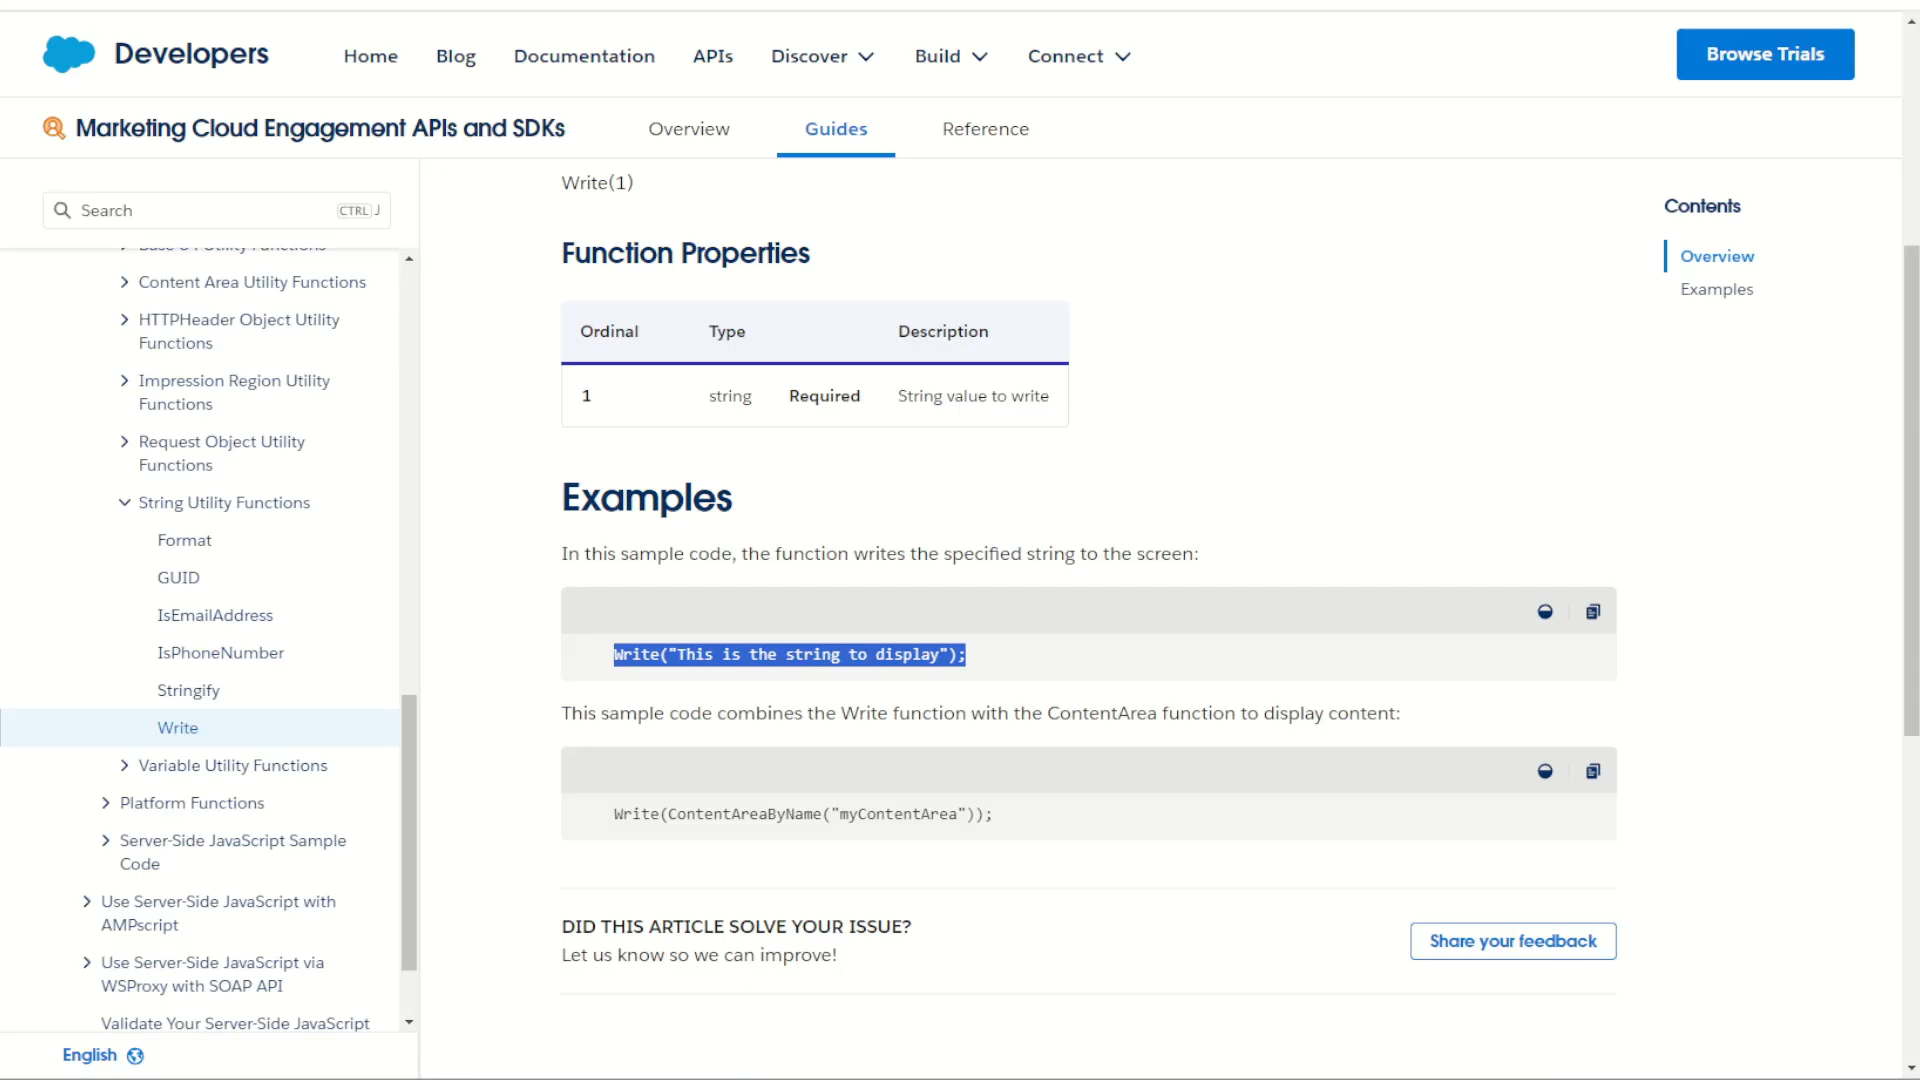 Developers
Home
Blog
Documentation
APIs
Discover
Build
Connect
Browse Trials
Marketing Cloud Engagement APIs and SDKs
Overview
Guides
Reference
Search
CTRL J
Content Area Utility Functions
HTTPHeader Object Utility
Functions
Impression Region Utility
Functions
Request Object Utility
Functions
String Utility Functions
Format
GUID
IsEmailAddress
IsPhoneNumber
Stringify
Write
Variable Utility Functions
Platform Functions
Server-Side JavaScript Sample
Code
Use Server-Side JavaScript with
AMPscript
Use Server-Side JavaScript via
WSProxy with SOAP API
Validate Your Server-Side JavaScript
English
Write(1)
Function Properties
Ordinal Type Description
1 string Required String value to write
Examples
In this sample code, the function writes the specified string to the screen:
Write("This is the string to display");
This sample code combines the Write function with the ContentArea function to display content:
Write(ContentAreaByName("myContentArea"));
DID THIS ARTICLE SOLVE YOUR ISSUE?
Let us know so we can improve!
Share your feedback
Contents
Overview
Examples